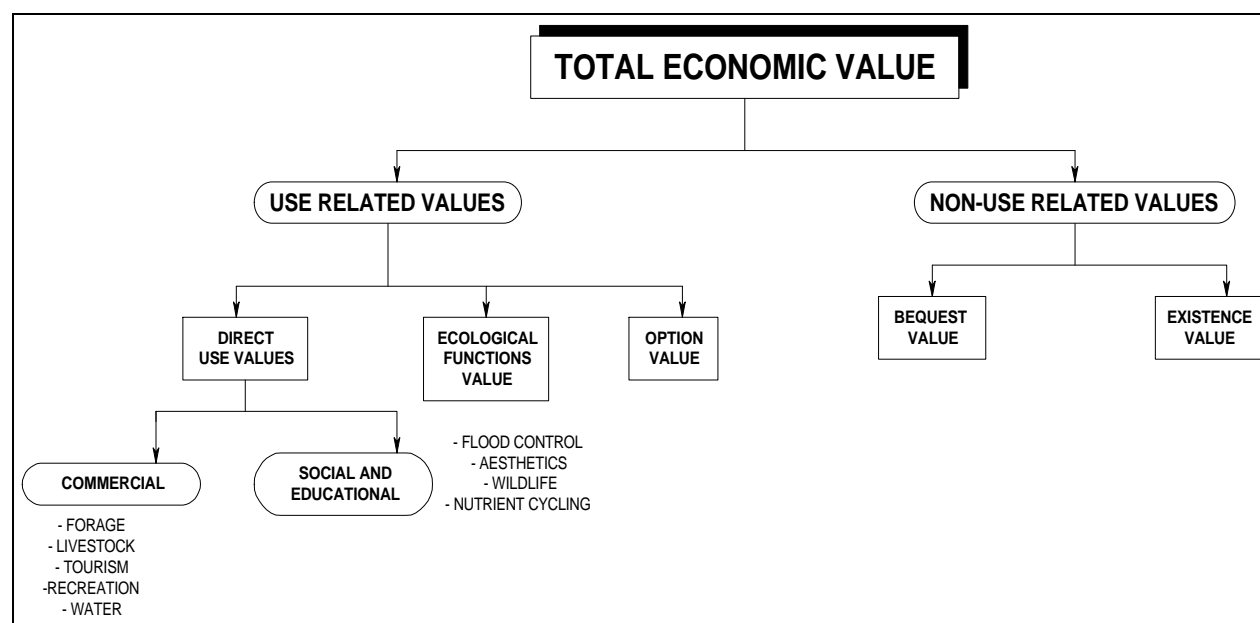 TOTAL ECONOMIC VALUE
USE RELATED VALUES
NON-USE RELATED VALUES
DIRECT
USE VALUES
ECOLOGICAL
FUNCTIONS
VALUE
OPTION
VALUE
BEQUEST
VALUE
EXISTENCE
VALUE
COMMERCIAL
- FORAGE
- LIVESTOCK
- TOURISM
-RECREATION
- WATER
SOCIAL AND
EDUCATIONAL
- FLOOD CONTROL
- AESTHETICS
- WILDLIFE
- NUTRIENT CYCLING